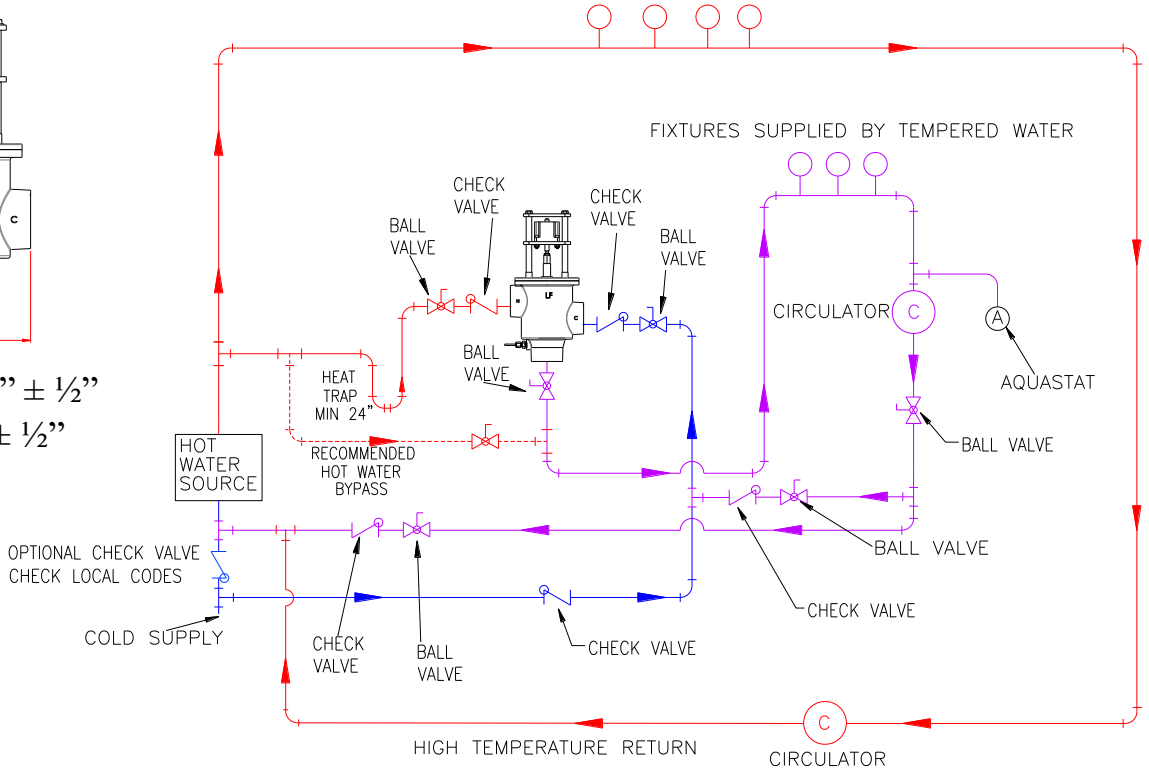 FIXTURES SUPPLIED BY TEMPERED WATER
CHECK
VALVE
CHECK
VALVE
BALL
VALVE
BALL
VALVE
C
H
LF
C
CIRCULATOR
C
A
AQUASTAT
BALL
VALVE
HEAT
TRAP
MIN 24"
” ± ½”
± ½”
HOT
WATER
SOURCE
RECOMMENDED
HOT WATER
BYPASS
BALL VALVE
OPTIONAL CHECK VALVE
CHECK LOCAL CODES
BALL VALVE
CHECK VALVE
COLD SUPPLY
CHECK
VALVE
BALL
VALVE
CHECK VALVE
HIGH TEMPERATURE RETURN
C
CIRCULATOR